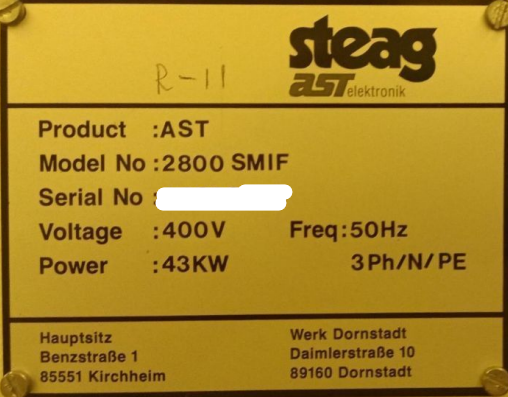 R-11
steag
AST elektronik
Product :AST
Model No :2800 SMIF
Serial No :
Voltage :400V Freq:50Hz
Power :43KW 3Ph/N/PE
Hauptsitz
Benzstraße 1
85551 Kirchheim
Werk Dornstadt
Daimlerstraße 10
89160 Dornstadt